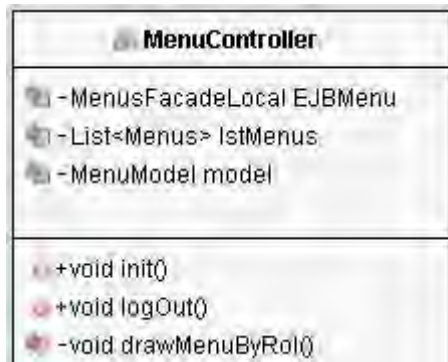 MenuController
-MenusFacadeLocal EJBMenu
-List<Menus> lstMenus
-MenuModel model
+void init()
+void logOut()
-void drawMenuByRol()